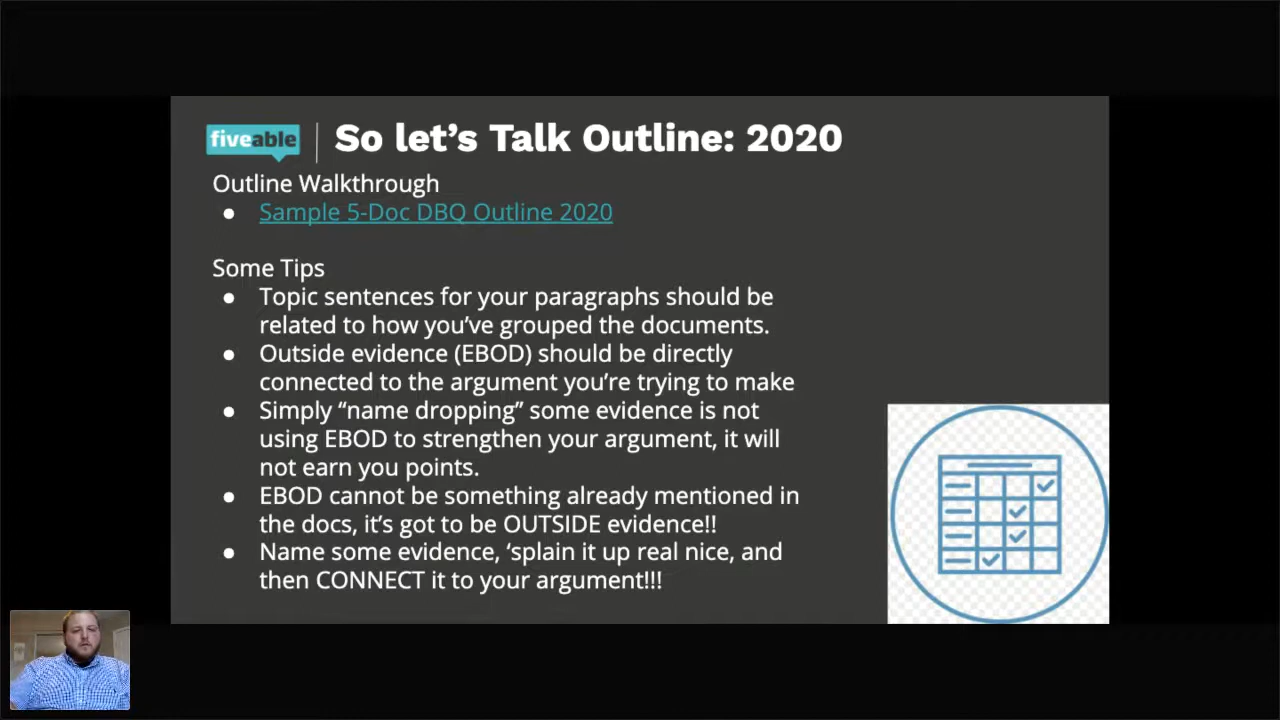 fiveable
So let's Talk Outline: 2020
Outline Walkthrough
● Sample 5-Doc DBQ Outline 2020
Some Tips
● Topic sentences for your paragraphs should be
related to how you've grouped the documents.
● Outside evidence (EBOD) should be directly
connected to the argument you're trying to make
● Simply “name dropping” some evidence is not
using EBOD to strengthen your argument, it will
not earn you points.
● EBOD cannot be something already mentioned in
the docs, it's got to be OUTSIDE evidence!!
● Name some evidence, ‘splain it up real nice, and
then CONNECT it to your argument!!!